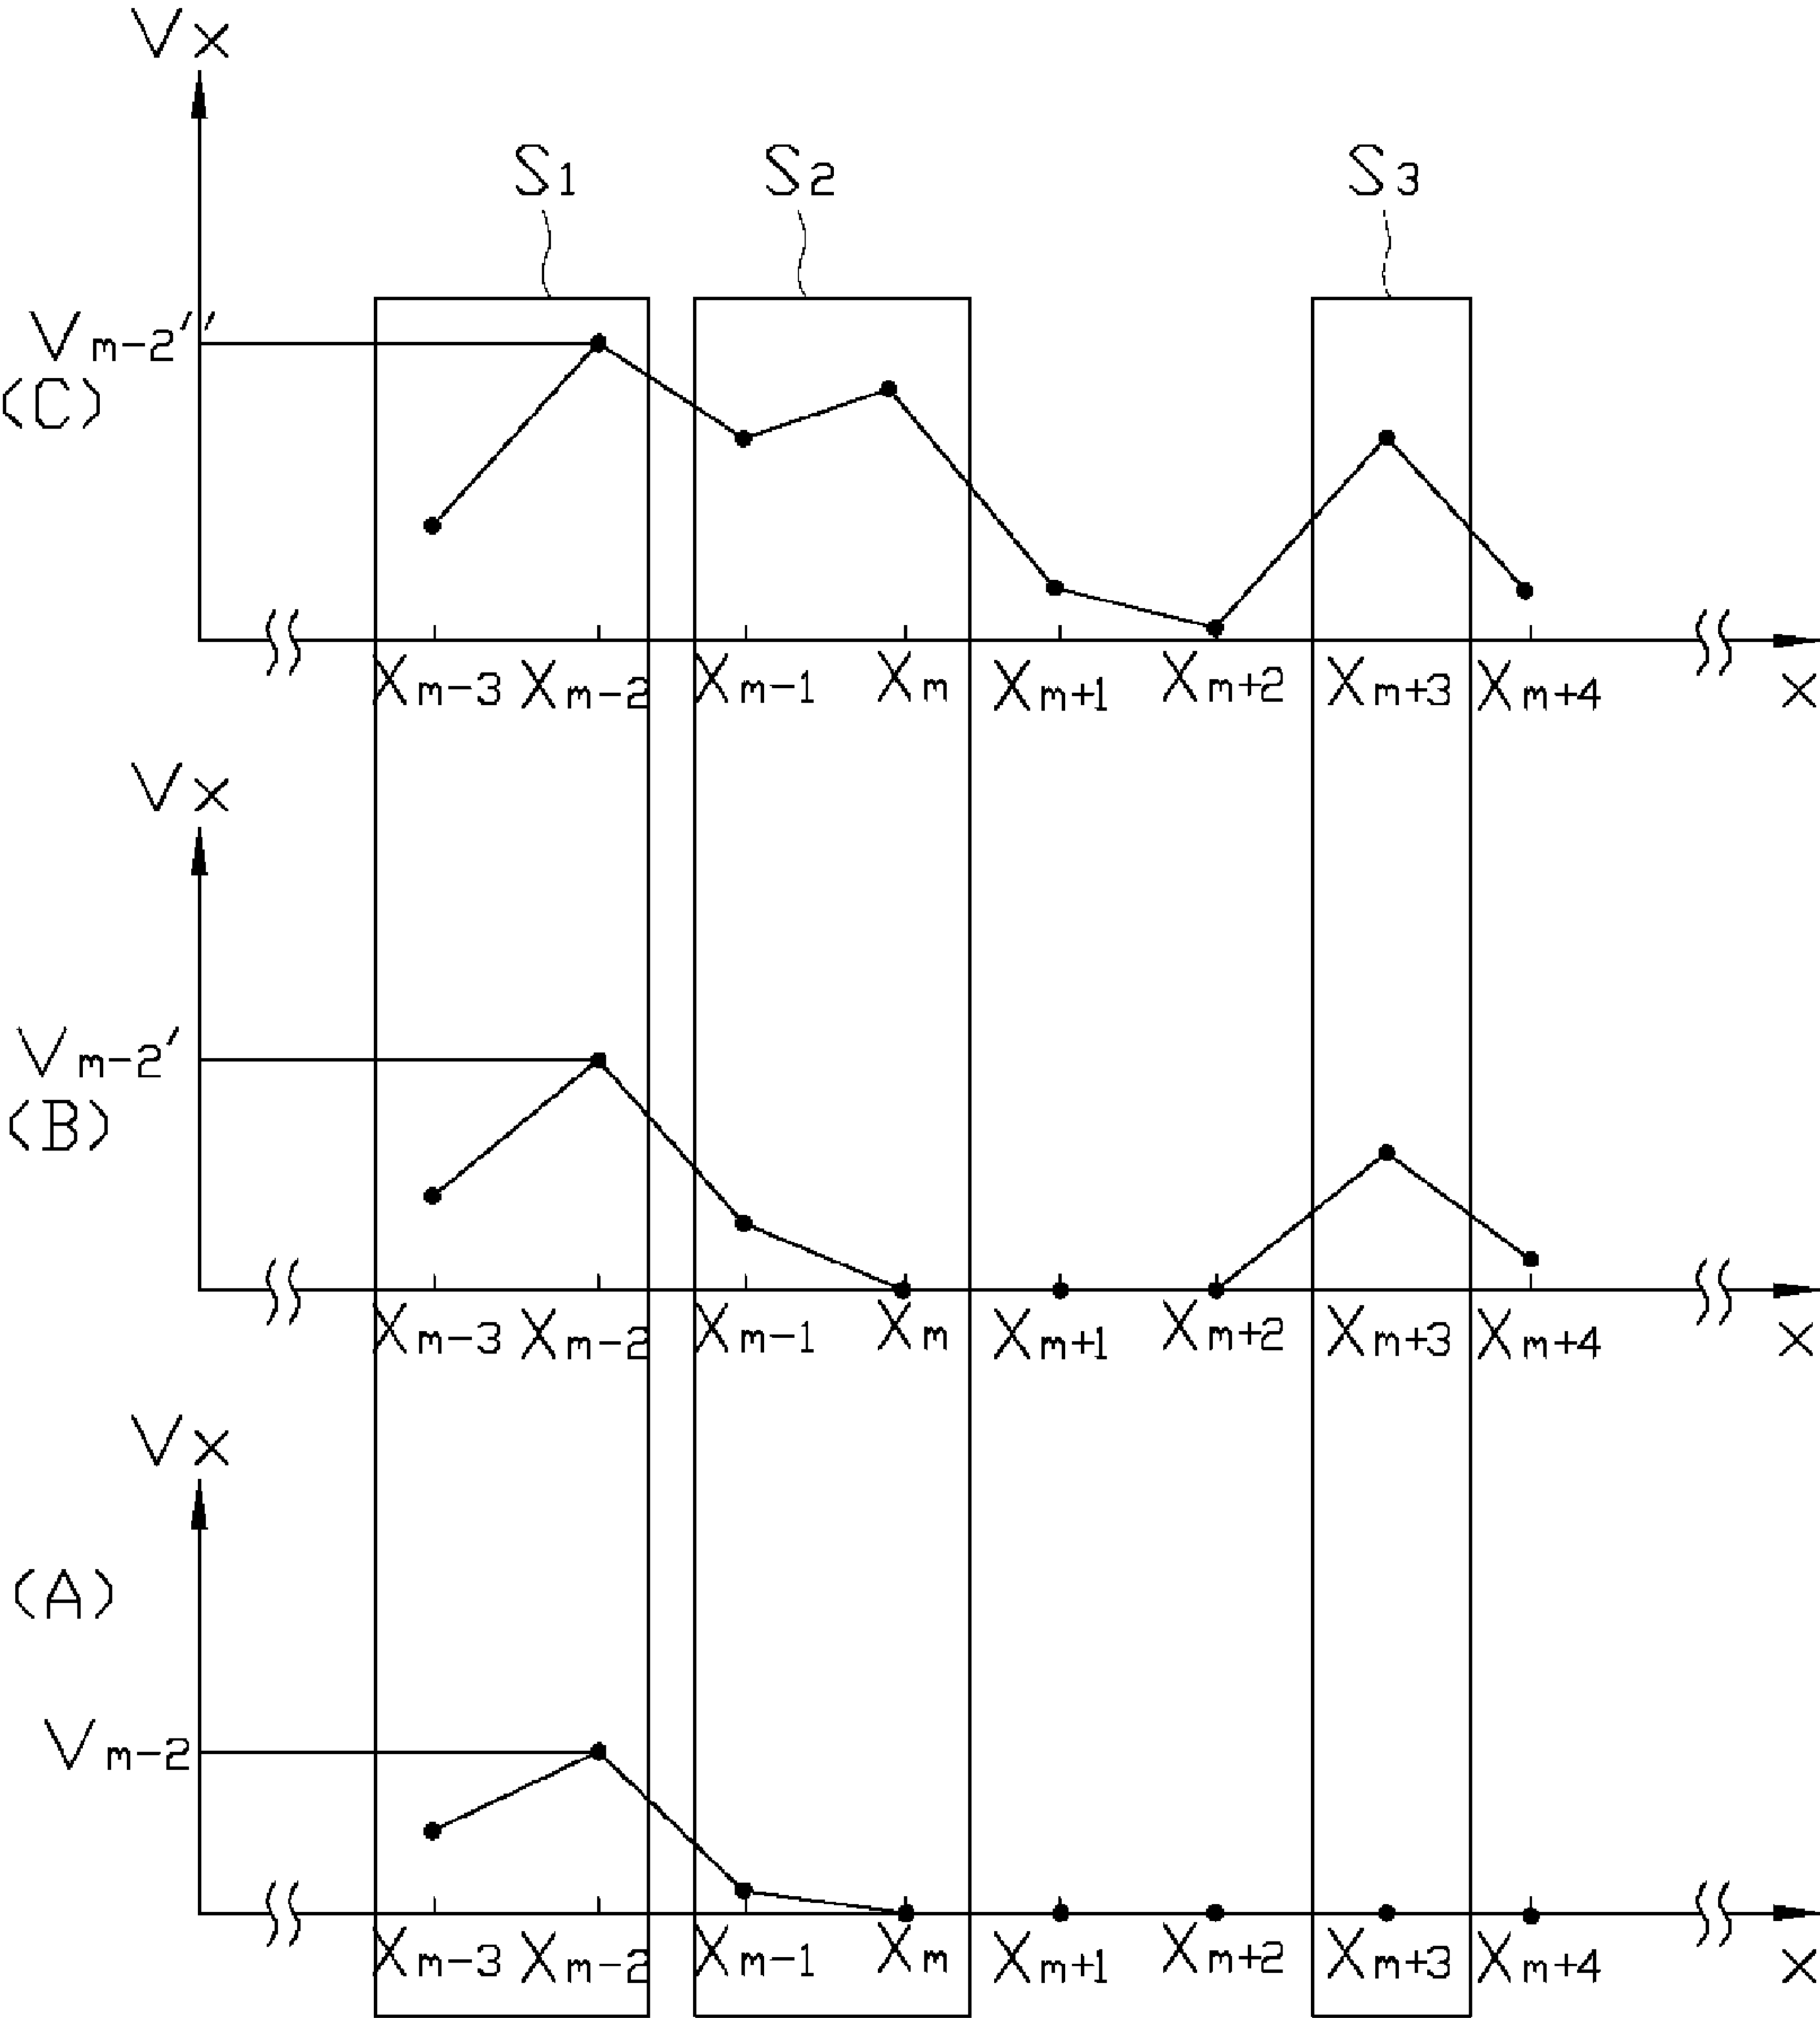 Vx
S1 S2 S3
Vm-2''
(C)
Xm-3 Xm-2 Xm-1 Xm Xm+1 Xm+2 Xm+3 Xm+4 x
Vx
Vm-2'
(B)
Xm-3 Xm-2 Xm-1 Xm Xm+1 Xm+2 Xm+3 Xm+4 x
Vx
(A)
Vm-2
Xm-3 Xm-2 Xm-1 Xm Xm+1 Xm+2 Xm+3 Xm+4 x